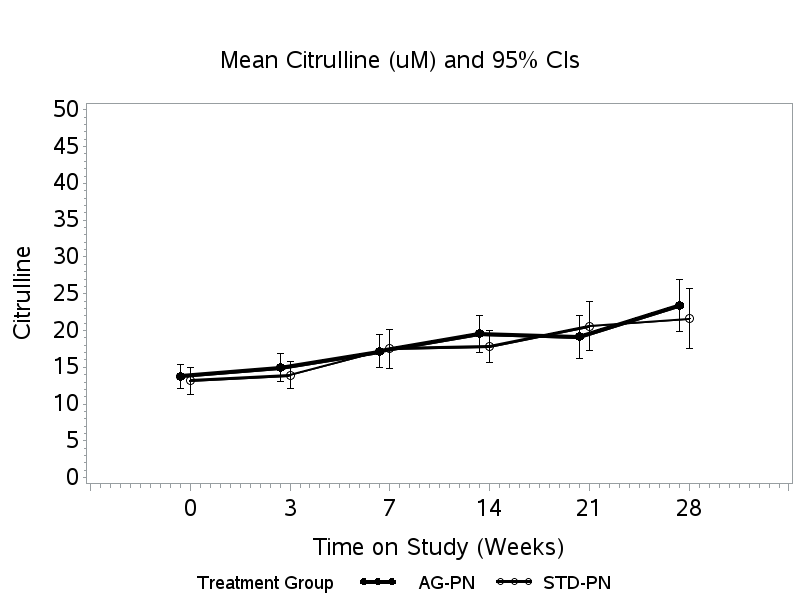 Mean Citrulline (uM) and 95% CIs
50
45
40
35
30
25
20
15
10
5
0
Citrulline
0 3 7 14 21 28
Time on Study (Weeks)
Treatment Group AG-PN STD-PN